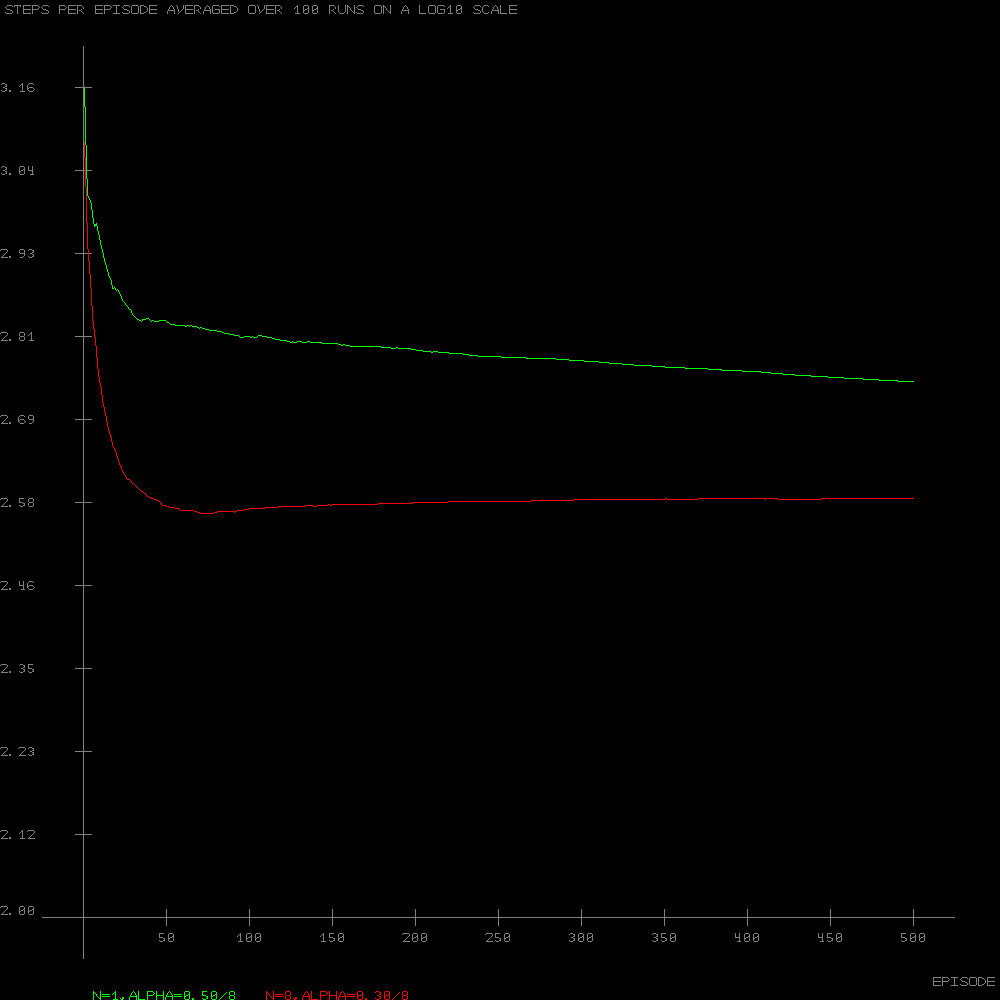 STEPS PER EPISODE AVERAGED OVER 100 RUNS ON A LOG10 SCALE
3.16
3.04
2.93
2.81
2.69
2.58
2.46
2.35
2.23
2.12
2.00
50 100 150 200 250 300 350 400 450 500
EPISODE
N=1,ALPHA=0.50/8 N=8,ALPHA=0.30/8